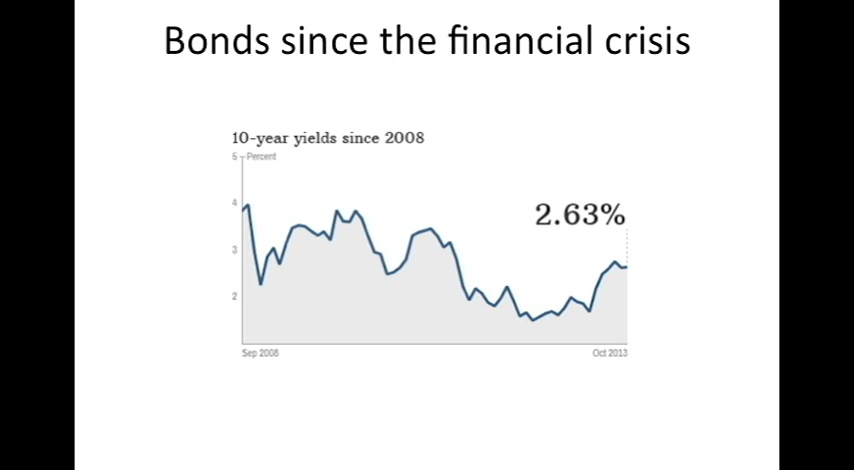 Bonds since the financial crisis
10-year yields since 2008
5 Percent
4
2.63%
3
2
Sep 2008
Oct 2013